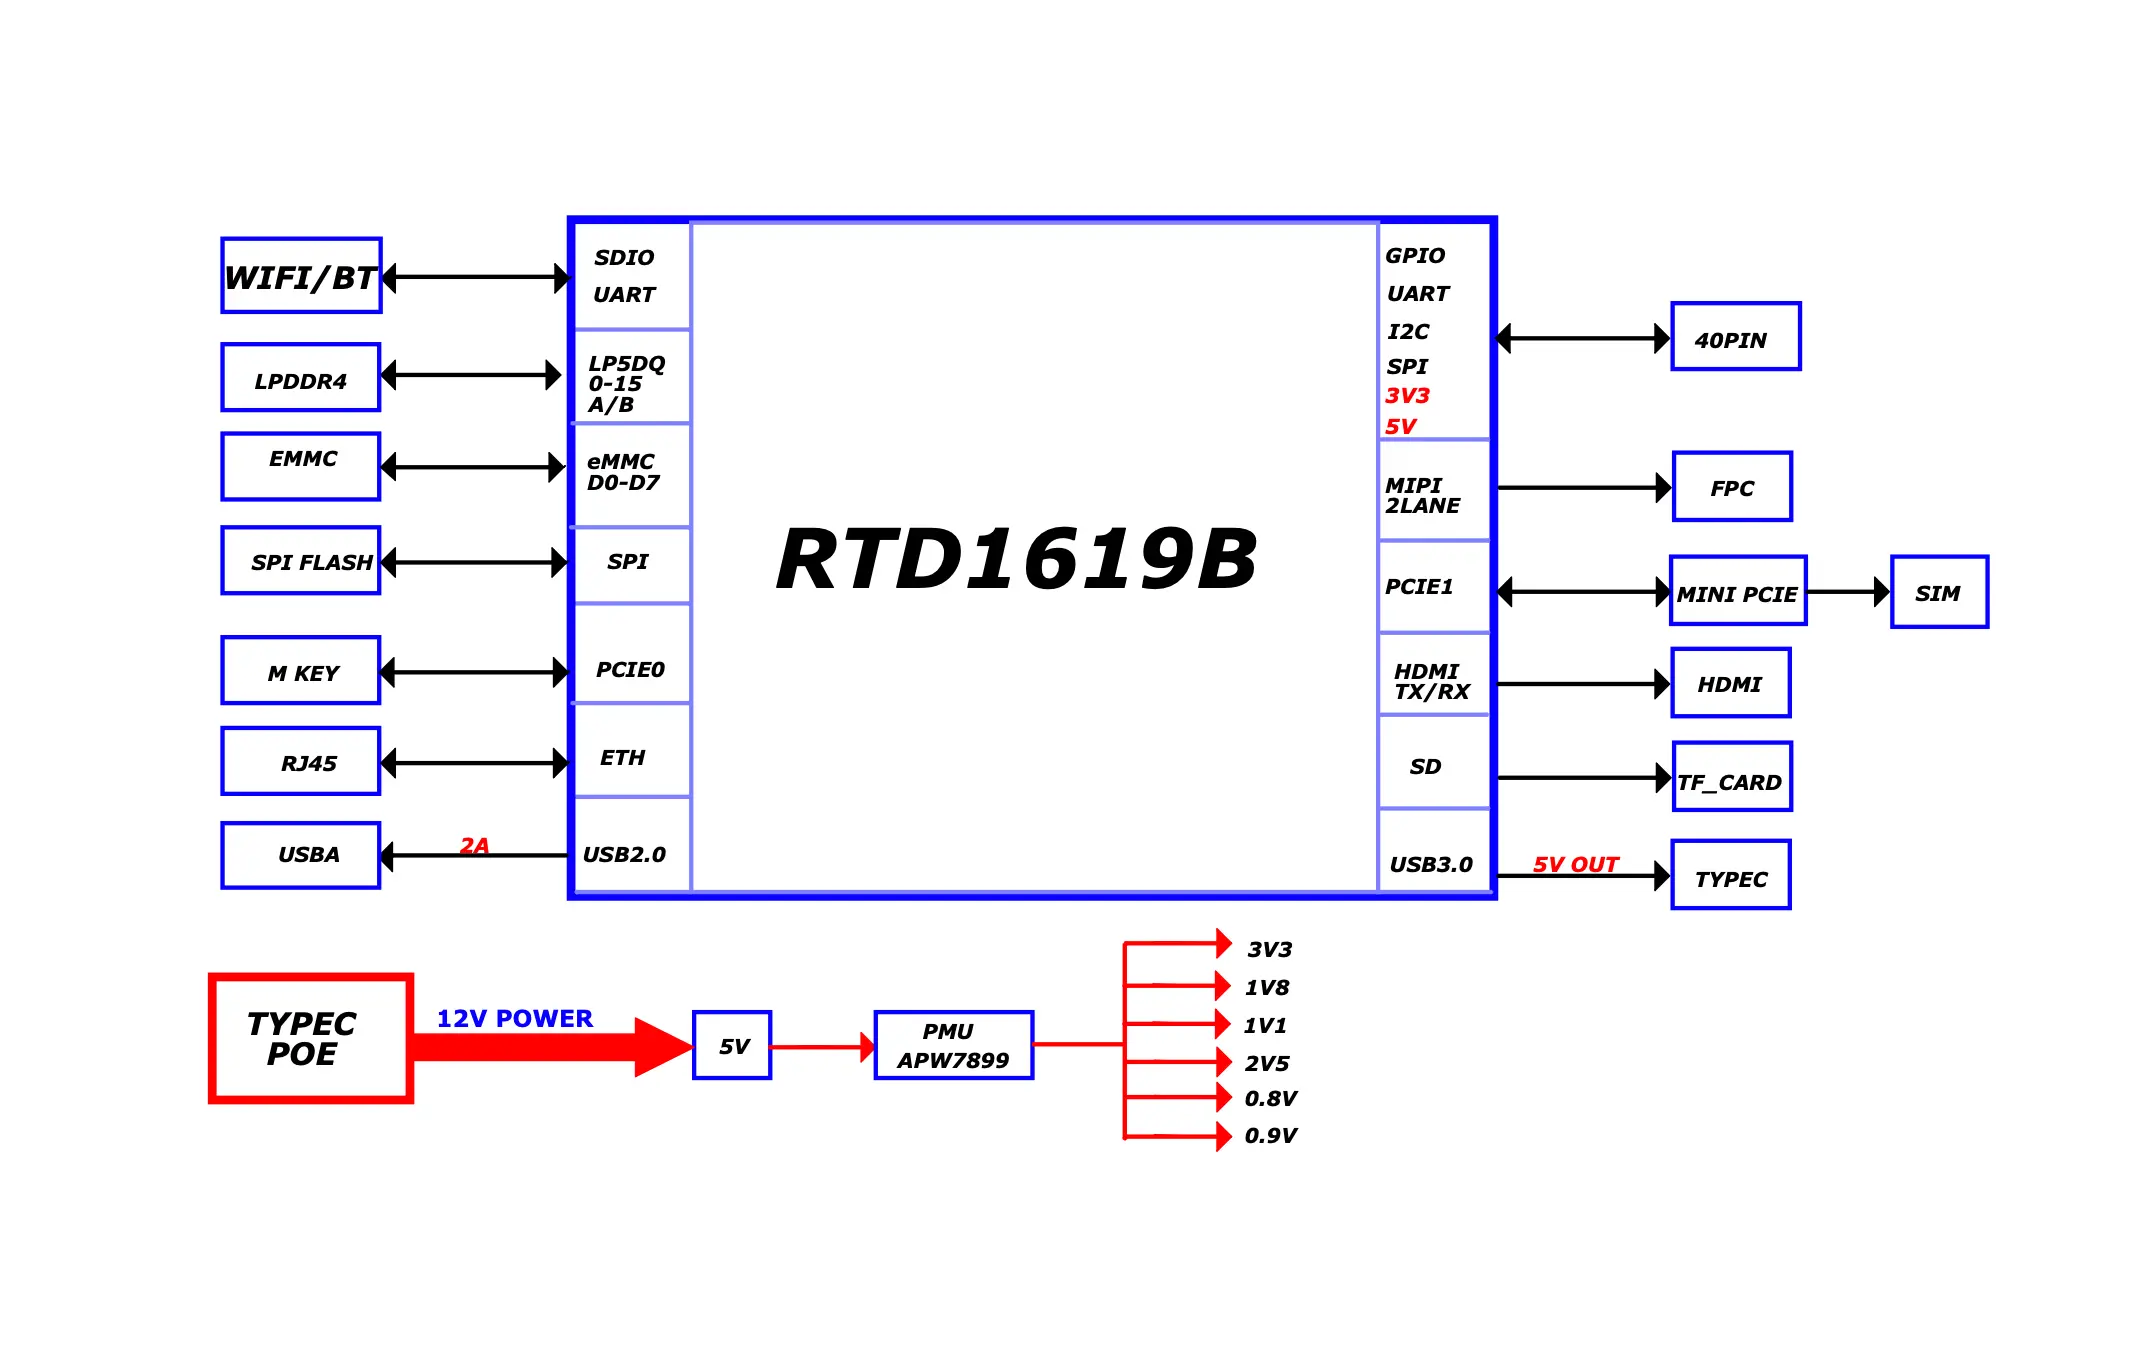 WIFI/BT
LPDDR4
EMMC
SPI FLASH
M KEY
RJ45
USBA
2A
SDIO
UART
LP5DQ
0-15
A/B
eMMC
D0-D7
SPI
PCIE0
ETH
USB2.0
RTD1619B
GPIO
UART
I2C
SPI
3V3
5V
MIPI
2LANE
PCIE1
HDMI
TX/RX
SD
USB3.0
5V OUT
40PIN
FPC
MINI PCIE
SIM
HDMI
TF_CARD
TYPEC
TYPEC
POE
12V POWER
5V
PMU
APW7899
3V3
1V8
1V1
2V5
0.8V
0.9V